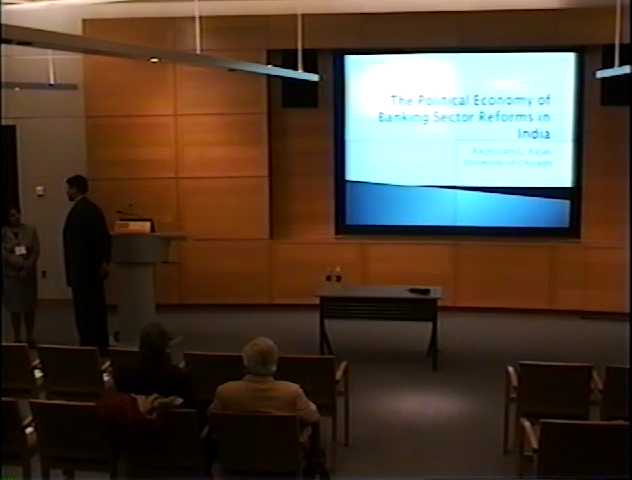 The Political Economy of
Banking Sector Reforms in
India
Raghuram G. Rajan
University of Chicago